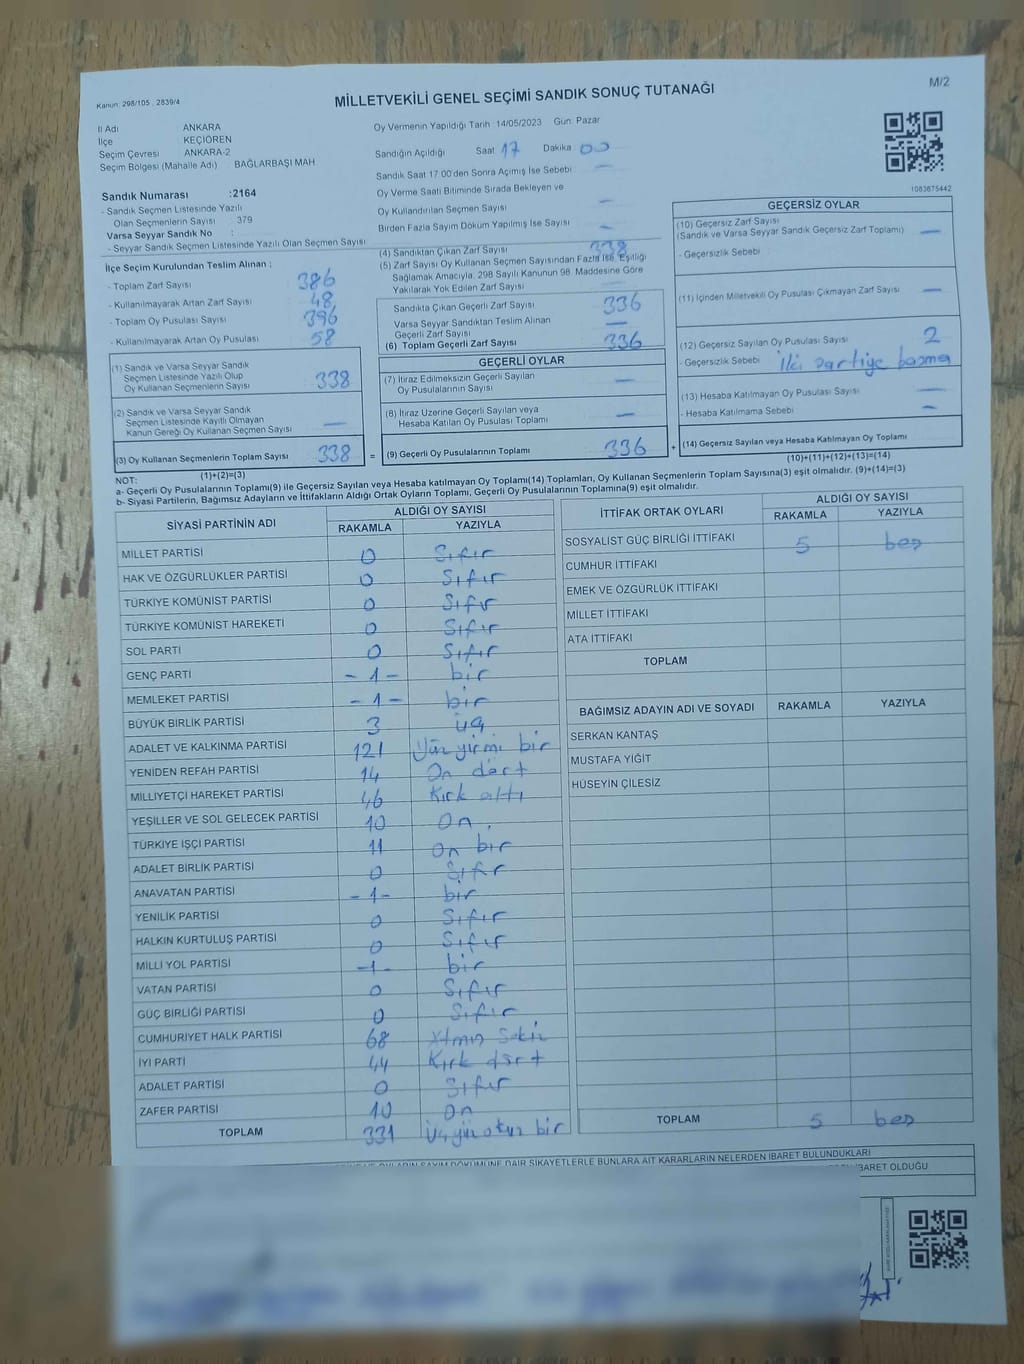 M/2
Kanun: 298/105 , 2839/4
MİLLETVEKİLİ GENEL SEÇİMİ SANDIK SONUÇ TUTANAĞI
İl Adı ANKARA
İlçe KEÇİÖREN
Seçim Çevresi ANKARA-2
Seçim Bölgesi (Mahalle Adı) BAĞLARBAŞI MAH
Sandık Numarası :2164
- Sandık Seçmen Listesinde Yazılı
Olan Seçmenlerin Sayısı 379
Varsa Seyyar Sandık No :
- Seyyar Sandık Seçmen Listesinde Yazılı Olan Seçmen Sayısı
Oy Vermenin Yapıldığı Tarih :14/05/2023 Gün: Pazar
Sandığın Açıldığı Saat 17 Dakika 00
Sandık Saat 17:00'den Sonra Açılmış İse Sebebi —
Oy Verme Saati Bitiminde Sırada Bekleyen ve
Oy Kullandırılan Seçmen Sayısı —
Birden Fazla Sayım Döküm Yapılmış İse Sayısı —
1083875442
İlçe Seçim Kurulundan Teslim Alınan ;
- Toplam Zarf Sayısı 386
- Kullanılmayarak Artan Zarf Sayısı 48
- Toplam Oy Pusulası Sayısı 396
- Kullanılmayarak Artan Oy Pusulası 58
(1) Sandık ve Varsa Seyyar Sandık
Seçmen Listesinde Yazılı Olup
Oy Kullanan Seçmenlerin Sayısı 338
(2) Sandık ve Varsa Seyyar Sandık
Seçmen Listesinde Kayıtlı Olmayan
Kanun Gereği Oy Kullanan Seçmen Sayısı —
(3) Oy Kullanan Seçmenlerin Toplam Sayısı 338 =
(1)+(2)=(3)
(4) Sandıktan Çıkan Zarf Sayısı 338
(5) Zarf Sayısı Oy Kullanan Seçmen Sayısından Fazla İse, Eşitliği
Sağlamak Amacıyla, 298 Sayılı Kanunun 98. Maddesine Göre
Yakılarak Yok Edilen Zarf Sayısı —
Sandıkta Çıkan Geçerli Zarf Sayısı 336
Varsa Seyyar Sandıktan Teslim Alınan
Geçerli Zarf Sayısı —
(6) Toplam Geçerli Zarf Sayısı 336
GEÇERLİ OYLAR
(7) İtiraz Edilmeksizin Geçerli Sayılan
Oy Pusulalarının Sayısı —
(8) İtiraz Üzerine Geçerli Sayılan veya
Hesaba Katılan Oy Pusulası Toplamı —
(9) Geçerli Oy Pusulalarının Toplamı 336 +
GEÇERSİZ OYLAR
(10) Geçersiz Zarf Sayısı
(Sandık ve Varsa Seyyar Sandık Geçersiz Zarf Toplamı) —
- Geçersizlik Sebebi
(11) İçinden Milletvekili Oy Pusulası Çıkmayan Zarf Sayısı —
(12) Geçersiz Sayılan Oy Pusulası Sayısı 2
- Geçersizlik Sebebi İki partiye basma
(13) Hesaba Katılmayan Oy Pusulası Sayısı —
- Hesaba Katılmama Sebebi —
(14) Geçersiz Sayılan veya Hesaba Katılmayan Oy Toplamı
(10)+(11)+(12)+(13)=(14)
NOT:
a- Geçerli Oy Pusulalarının Toplamı(9) ile Geçersiz Sayılan veya Hesaba katılmayan Oy Toplamı(14) Toplamları, Oy Kullanan Seçmenlerin Toplam Sayısına(3) eşit olmalıdır. (9)+(14)=(3)
b- Siyasi Partilerin, Bağımsız Adayların ve İttifakların Aldığı Ortak Oyların Toplamı, Geçerli Oy Pusulalarının Toplamına(9) eşit olmalıdır.
SİYASİ PARTİNİN ADI ALDIĞI OY SAYISI
RAKAMLA YAZIYLA
MİLLET PARTİSİ 0 Sıfır
HAK VE ÖZGÜRLÜKLER PARTİSİ 0 Sıfır
TÜRKİYE KOMÜNİST PARTİSİ 0 Sıfır
TÜRKİYE KOMÜNİST HAREKETİ 0 Sıfır
SOL PARTİ 0 Sıfır
GENÇ PARTİ -1- bir
MEMLEKET PARTİSİ -1- bir
BÜYÜK BİRLİK PARTİSİ 3 üç
ADALET VE KALKINMA PARTİSİ 121 Yüz yirmi bir
YENİDEN REFAH PARTİSİ 14 On dört
MİLLİYETÇİ HAREKET PARTİSİ 46 Kırk altı
YEŞİLLER VE SOL GELECEK PARTİSİ 10 On
TÜRKİYE İŞÇİ PARTİSİ 11 On bir
ADALET BİRLİK PARTİSİ 0 Sıfır
ANAVATAN PARTİSİ -1- bir
YENİLİK PARTİSİ 0 Sıfır
HALKIN KURTULUŞ PARTİSİ 0 Sıfır
MİLLİ YOL PARTİSİ -1- bir
VATAN PARTİSİ 0 Sıfır
GÜÇ BİRLİĞİ PARTİSİ 0 Sıfır
CUMHURİYET HALK PARTİSİ 68 Altmış Sekiz
İYİ PARTİ 44 Kırk dört
ADALET PARTİSİ 0 Sıfır
ZAFER PARTİSİ 10 On
TOPLAM 331 Üçyüz otuz bir
İTTİFAK ORTAK OYLARI ALDIĞI OY SAYISI
RAKAMLA YAZIYLA
SOSYALİST GÜÇ BİRLİĞİ İTTİFAKI 5 beş
CUMHUR İTTİFAKI
EMEK VE ÖZGÜRLÜK İTTİFAKI
MİLLET İTTİFAKI
ATA İTTİFAKI
TOPLAM
BAĞIMSIZ ADAYIN ADI VE SOYADI RAKAMLA YAZIYLA
SERKAN KANTAŞ
MUSTAFA YİĞİT
HÜSEYİN ÇİLESİZ
TOPLAM 5 beş
SAYIM DÖKÜMÜNE DAİR ŞİKAYETLERLE BUNLARA AİT KARARLARIN NELERDEN İBARET BULUNDUKLARI
İBARET OLDUĞU